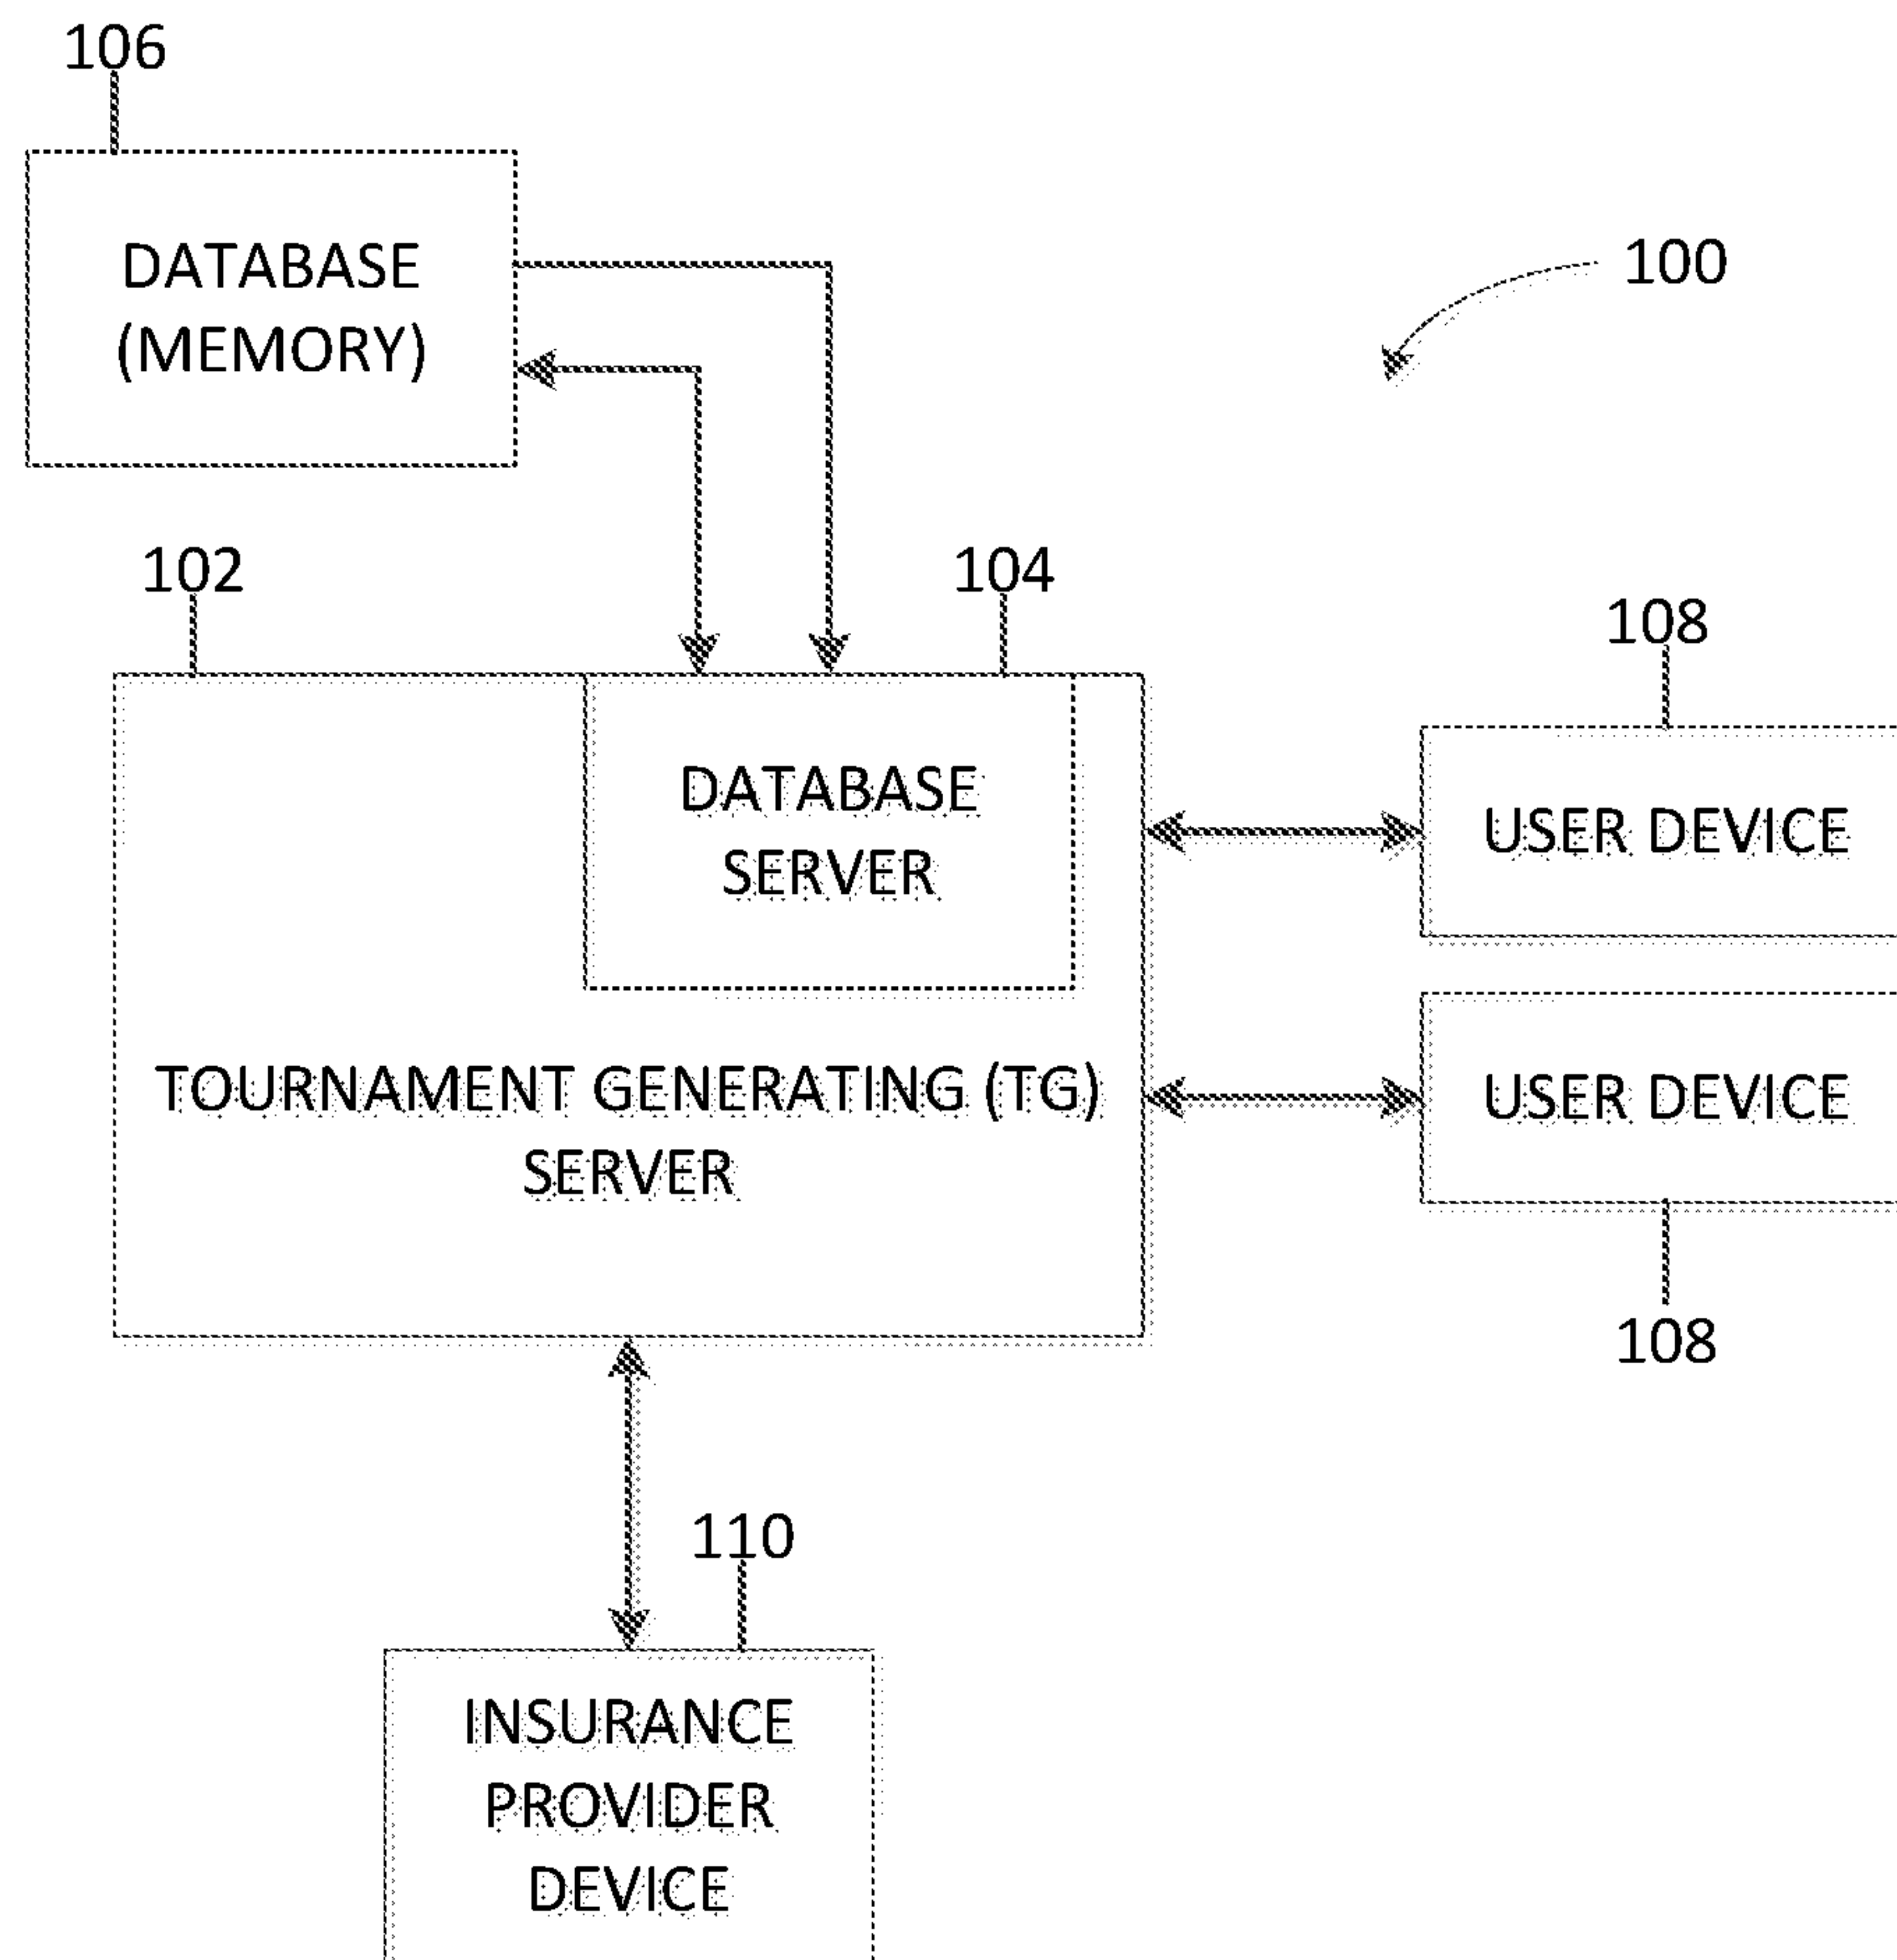 106
DATABASE
(MEMORY)
100
102
104
108
DATABASE
SERVER
USER DEVICE
TOURNAMENT GENERATING (TG)
SERVER
USER DEVICE
108
110
INSURANCE
PROVIDER
DEVICE